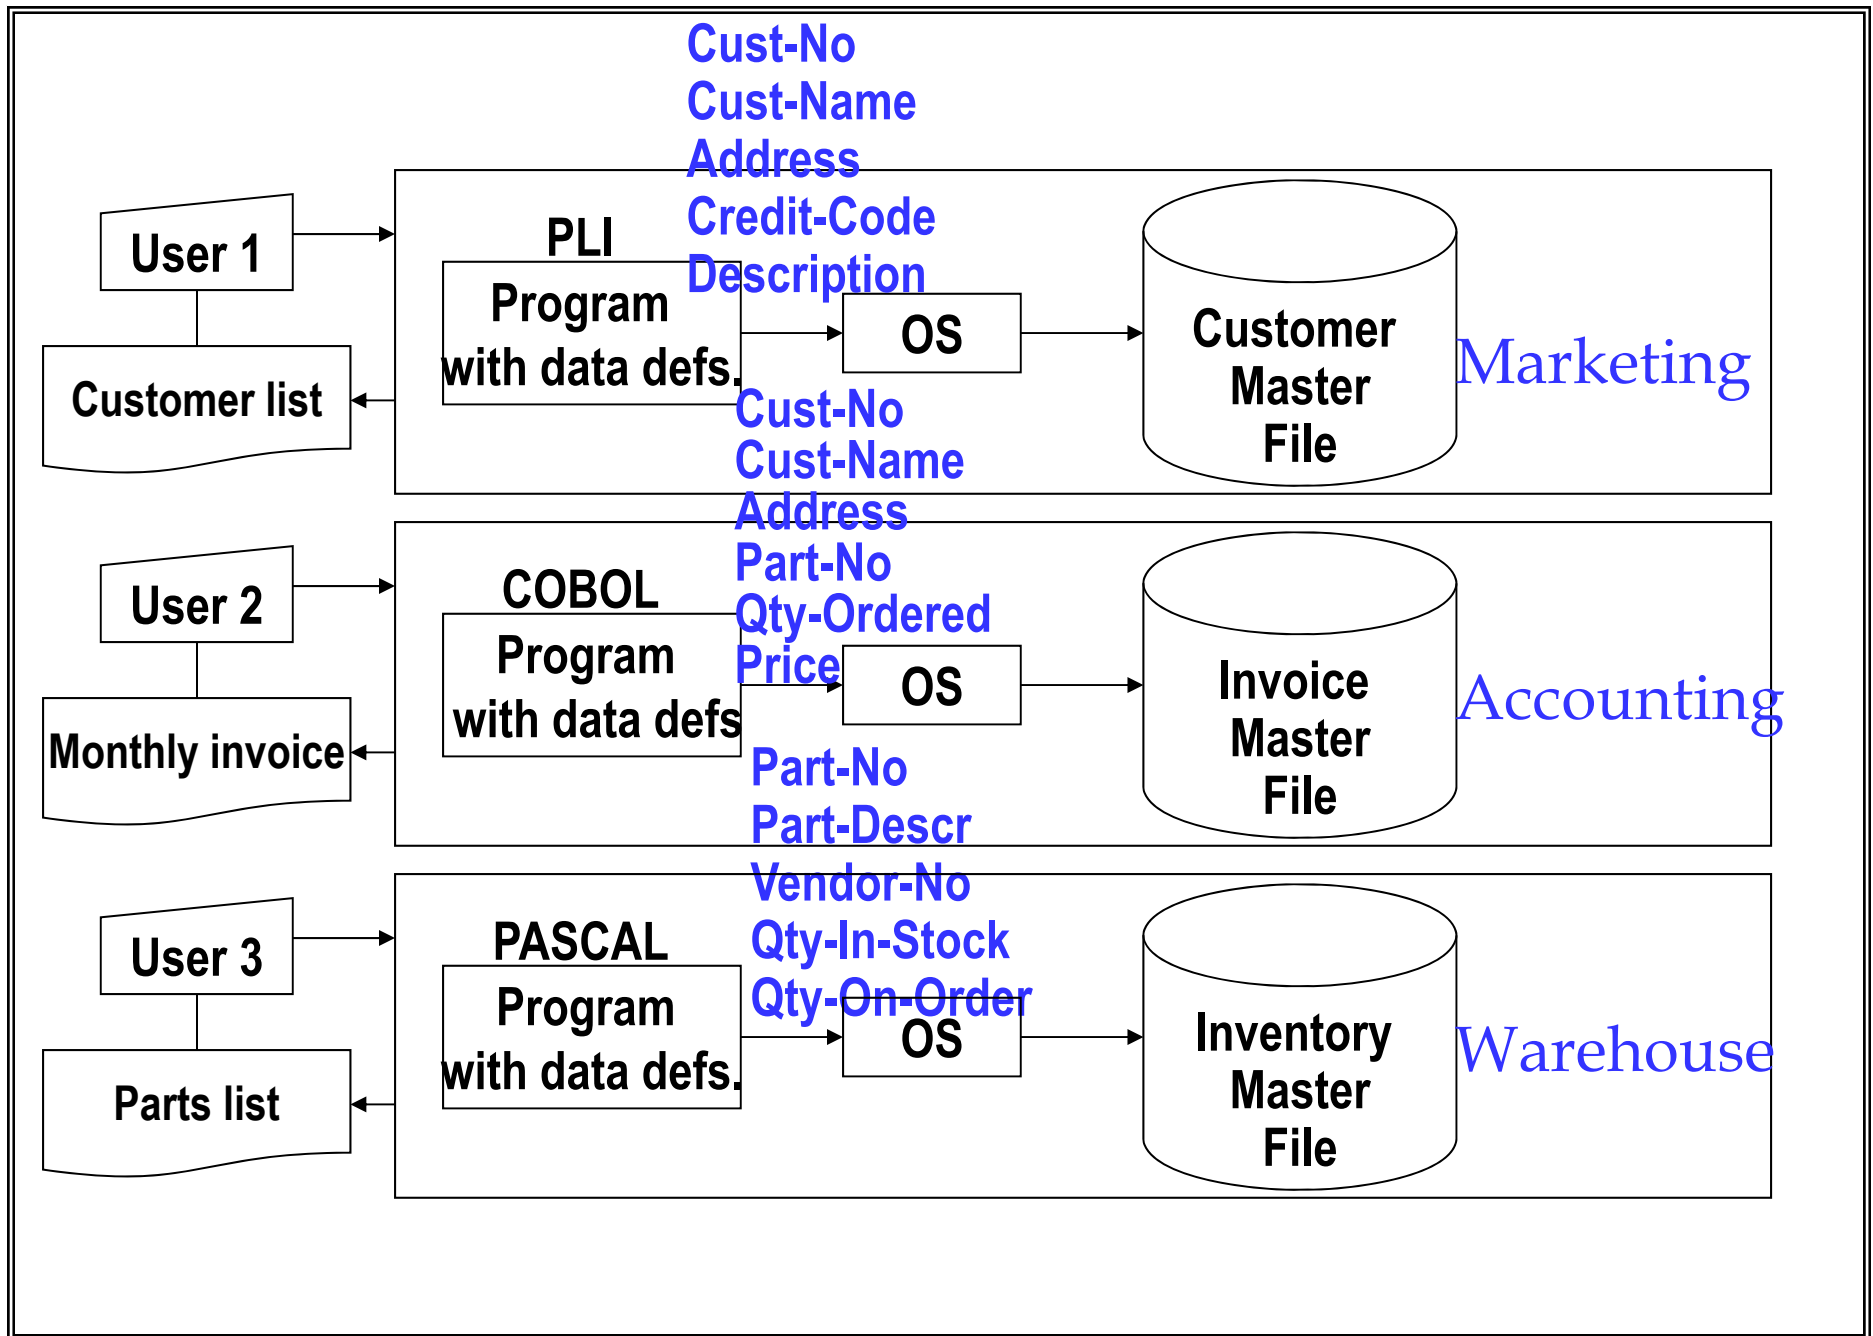 Cust-No
Cust-Name
Address
Credit-Code
Description
User 1
Customer list
PLI
Program
with data defs.
OS
Customer
Master
File
Marketing
Cust-No
Cust-Name
Address
Part-No
Qty-Ordered
Price
User 2
Monthly invoice
COBOL
Program
with data defs
OS
Invoice
Master
File
Accounting
Part-No
Part-Descr
Vendor-No
Qty-In-Stock
Qty-On-Order
User 3
Parts list
PASCAL
Program
with data defs.
OS
Inventory
Master
File
Warehouse